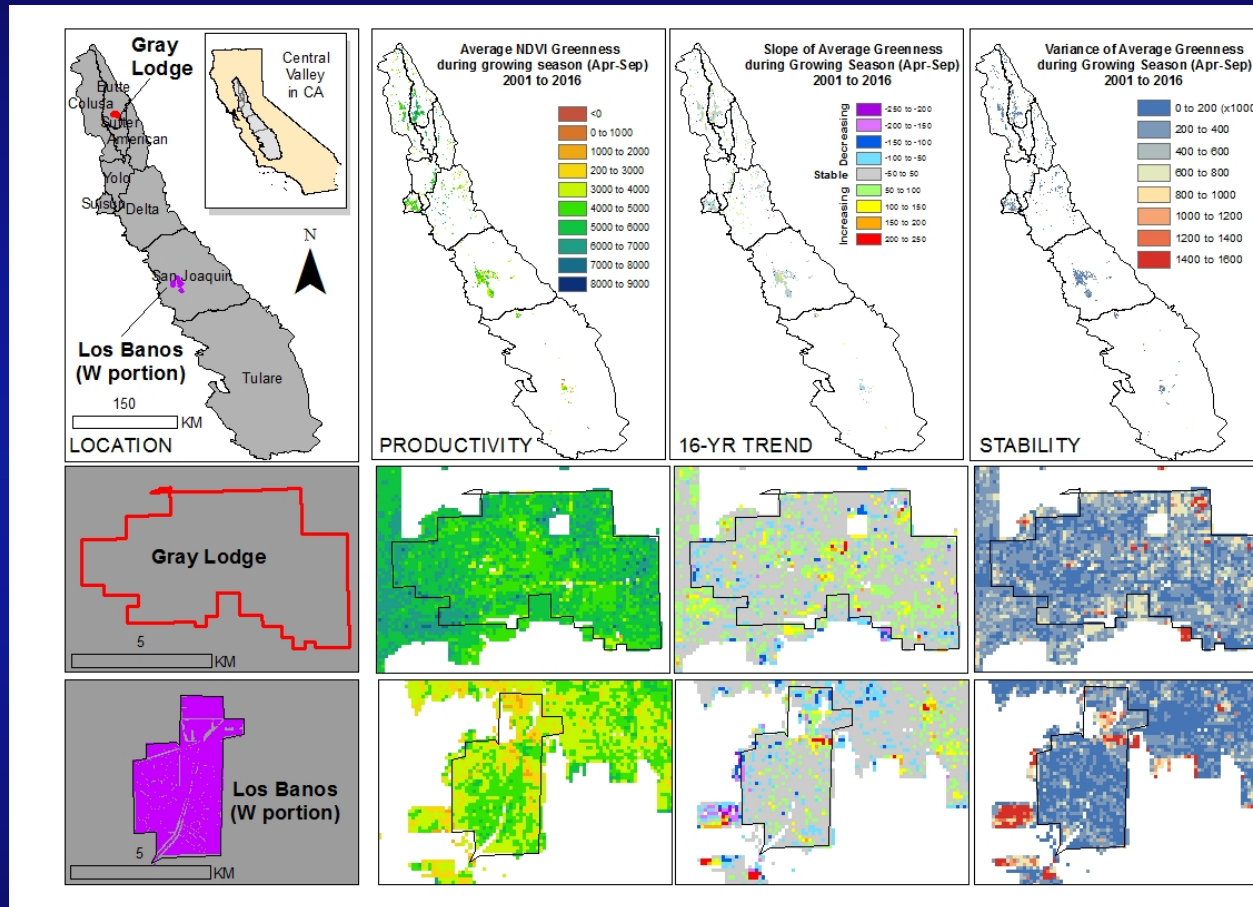 Gray
Lodge
Butte
Colusa
Sutter
American
Yolo
Suisun
Delta
San Joaquin
Los Banos
(W portion)
Tulare
150
KM
LOCATION
Central
Valley
in CA
N
Average NDVI Greenness
during growing season (Apr-Sep)
2001 to 2016
<0
0 to 1000
1000 to 2000
200 to 3000
3000 to 4000
4000 to 5000
5000 to 6000
6000 to 7000
7000 to 8000
8000 to 9000
PRODUCTIVITY
Slope of Average Greenness
during Growing Season (Apr-Sep)
2001 to 2016
Decreasing
Stable
Increasing
-250 to -200
-200 to -150
-150 to -100
-100 to -50
-50 to 50
50 to 100
100 to 150
150 to 200
200 to 250
16-YR TREND
Variance of Average Greenness
during Growing Season (Apr-Sep)
2001 to 2016
0 to 200 (x1000
200 to 400
400 to 600
600 to 800
800 to 1000
1000 to 1200
1200 to 1400
1400 to 1600
STABILITY
Gray Lodge
5
KM
Los Banos
(W portion)
5
KM